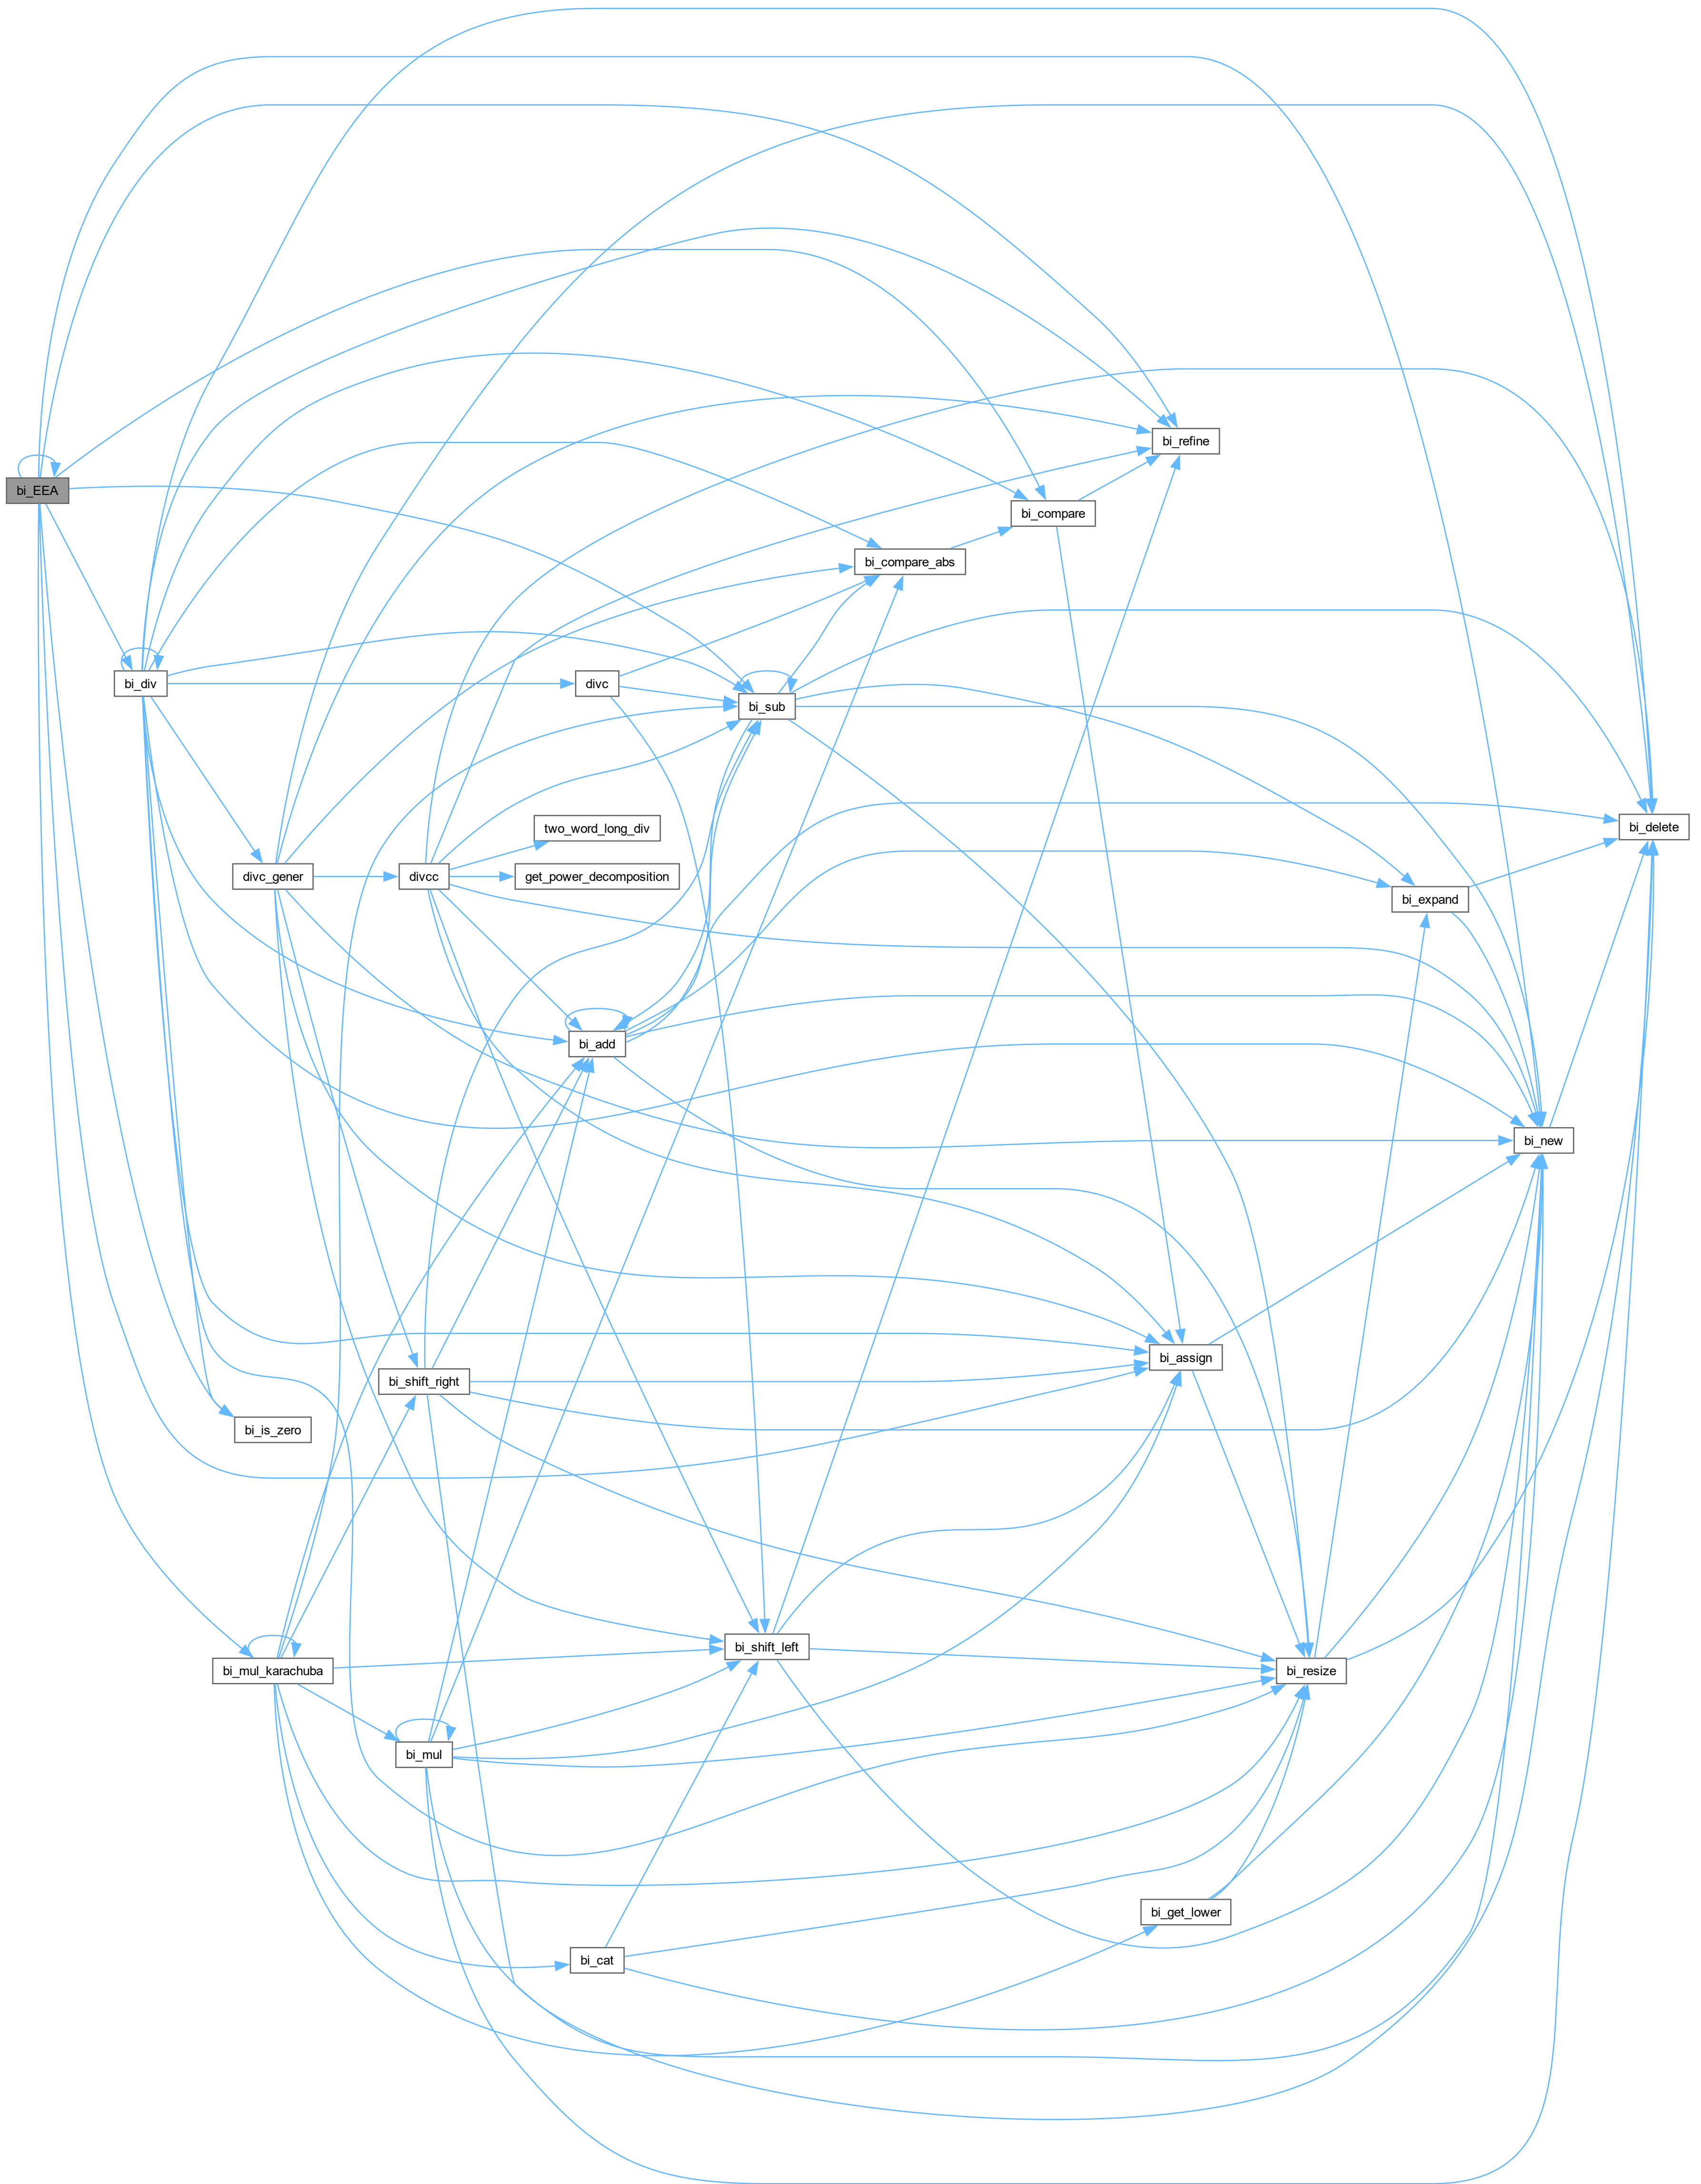 bi_refine
bi_EEA
bi_compare
bi_compare_abs
bi_div
divc
bi_sub
two_word_long_div
bi_delete
divc_gener
divcc
get_power_decomposition
bi_expand
bi_add
bi_new
bi_assign
bi_shift_right
bi_is_zero
bi_shift_left
bi_mul_karachuba
bi_resize
bi_mul
bi_get_lower
bi_cat